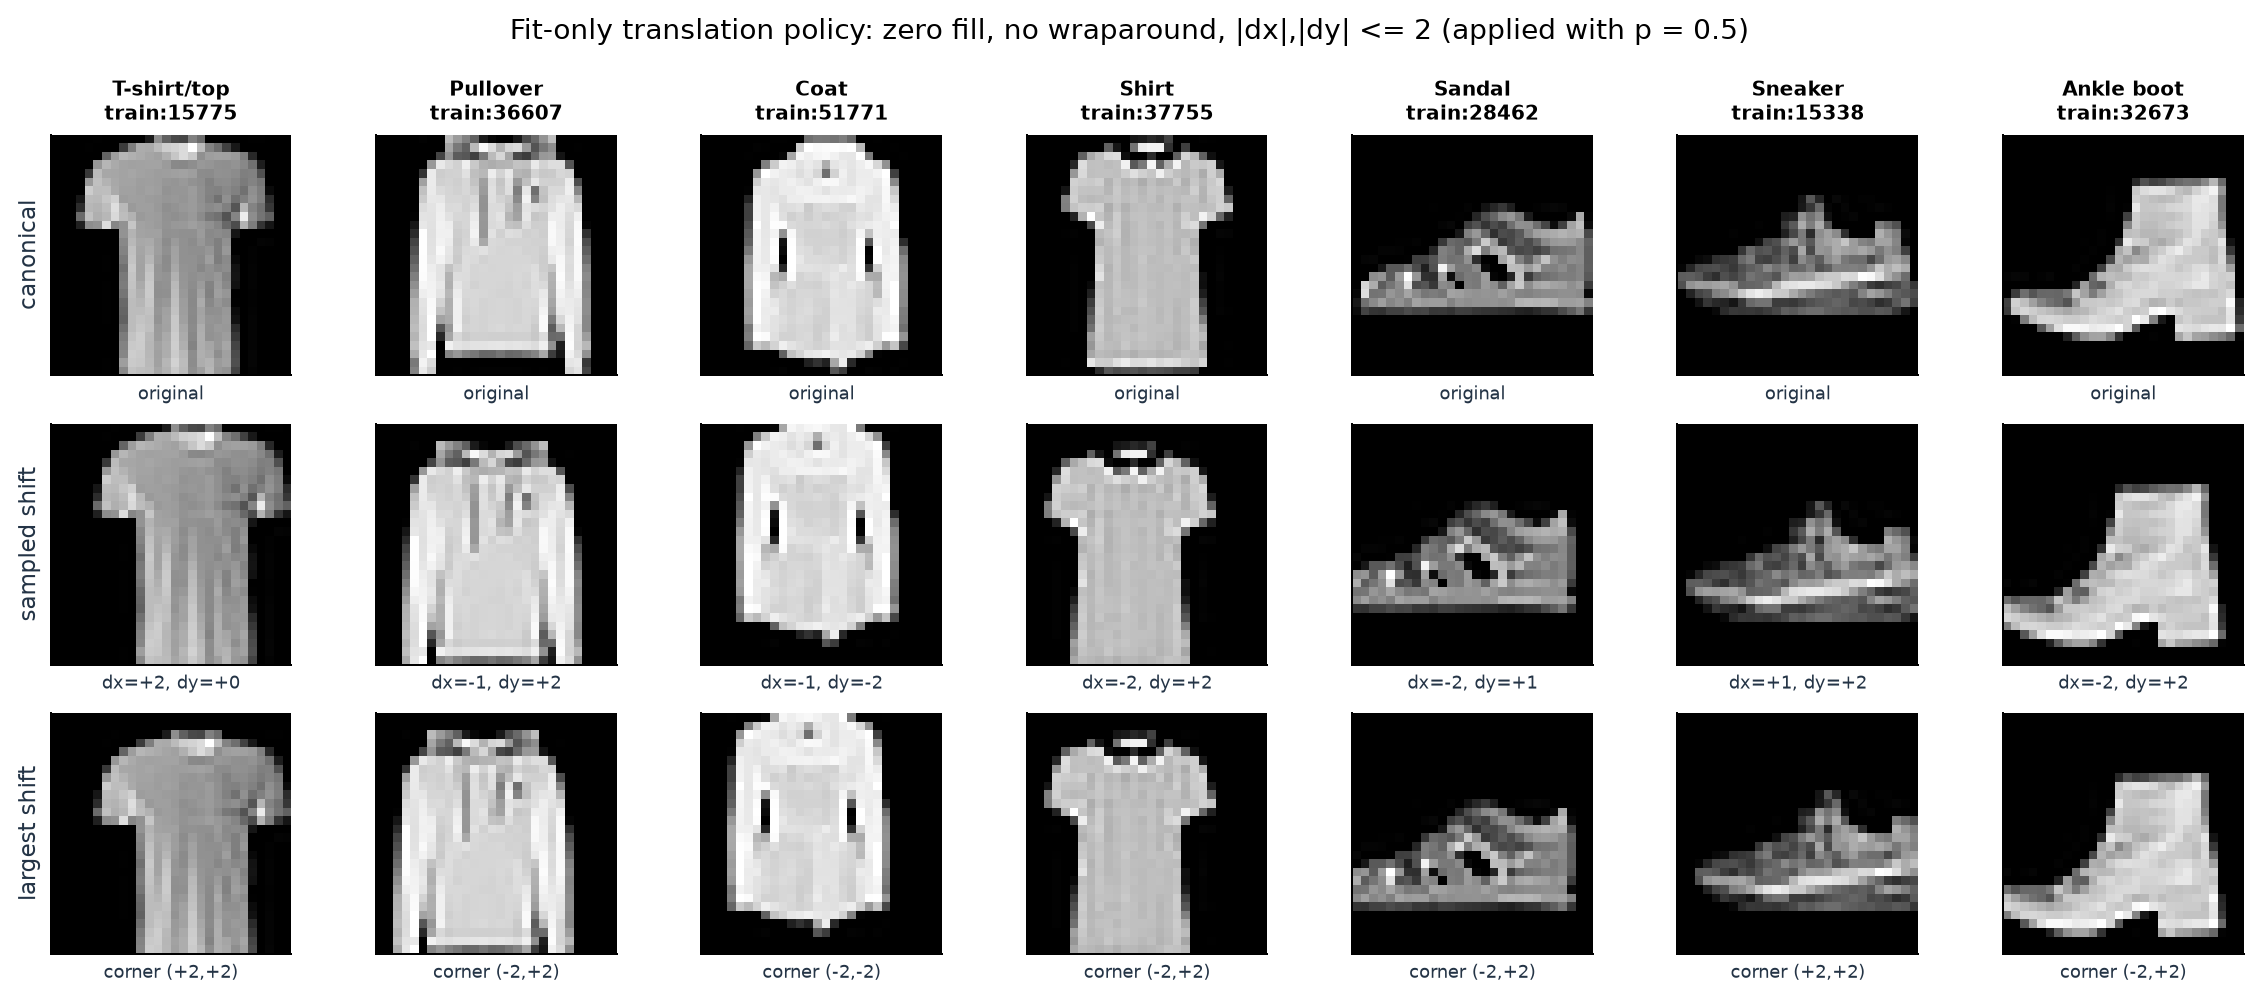 Fit-only translation policy: zero fill, no wraparound, |dx|,|dy| <= 2 (applied with p = 0.5)
T-shirt/top
train:15775
Pullover
train:36607
Coat
train:51771
Shirt
train:37755
Sandal
train:28462
Sneaker
train:15338
Ankle boot
train:32673
canonical
original
original
original
original
original
original
original
sampled shift
dx=+2, dy=+0
dx=-1, dy=+2
dx=-1, dy=-2
dx=-2, dy=+2
dx=-2, dy=+1
dx=+1, dy=+2
dx=-2, dy=+2
largest shift
corner (+2,+2)
corner (-2,+2)
corner (-2,-2)
corner (-2,+2)
corner (-2,+2)
corner (+2,+2)
corner (-2,+2)